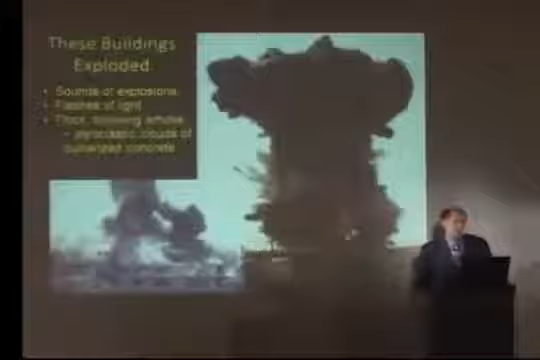 These Buildings
Exploded
• Sounds of explosions
• Flashes of light
• Thick, billowing smoke
– pyroclastic clouds of
pulverized concrete